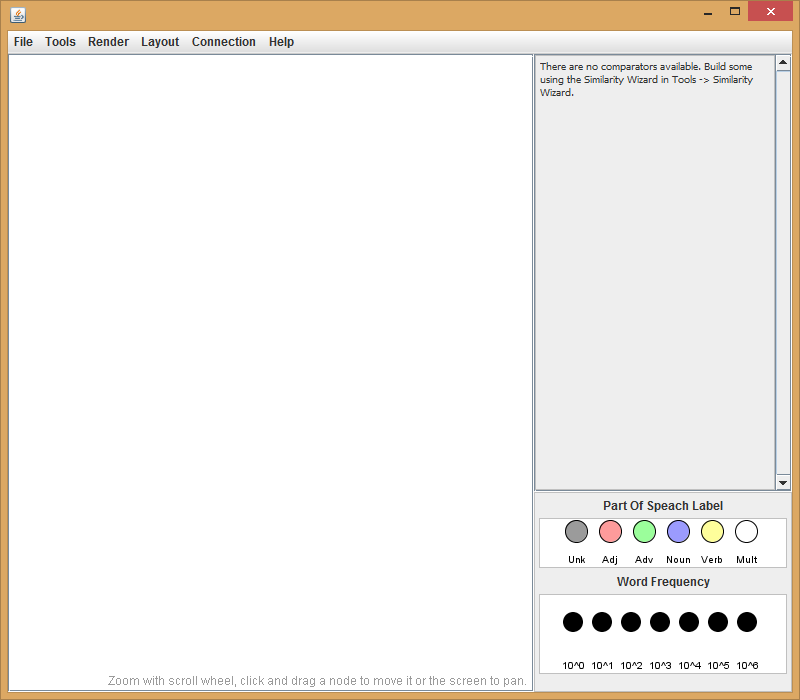 File Tools Render Layout Connection Help
There are no comparators available. Build some
using the Similarity Wizard in Tools -> Similarity
Wizard.
Part Of Speach Label
Unk Adj Adv Noun Verb Mult
Word Frequency
10^0 10^1 10^2 10^3 10^4 10^5 10^6
Zoom with scroll wheel, click and drag a node to move it or the screen to pan.